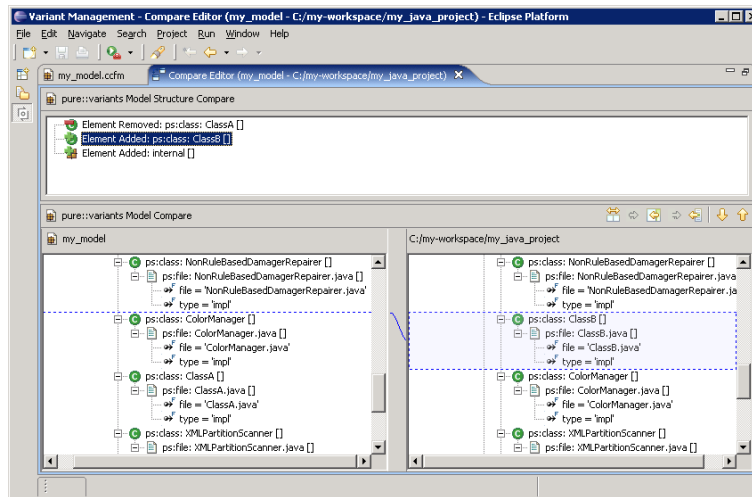 Variant Management - Compare Editor (my_model - C:/my-workspace/my_java_project) - Eclipse Platform
File Edit Navigate Search Project Run Window Help
my_model.ccfm
Compare Editor (my_model - C:/my-workspace/my_java_project)
pure::variants Model Structure Compare
Element Removed: ps:class: ClassA []
Element Added: ps:class: ClassB []
Element Added: internal []
pure::variants Model Compare
my_model
ps:class: NonRuleBasedDamagerRepairer []
ps:file: NonRuleBasedDamagerRepairer.java []
file = 'NonRuleBasedDamagerRepairer.java'
type = 'impl'
ps:class: ColorManager []
ps:file: ColorManager.java []
file = 'ColorManager.java'
type = 'impl'
ps:class: ClassA []
ps:file: ClassA.java []
file = 'ClassA.java'
type = 'impl'
ps:class: XMLPartitionScanner []
ps:file: XMLPartitionScanner.java []
C:/my-workspace/my_java_project
ps:class: NonRuleBasedDamagerRepairer []
ps:file: NonRuleBasedDamagerRepairer.java
file = 'NonRuleBasedDamagerRepairer.ja
type = 'impl'
ps:class: ClassB []
ps:file: ClassB.java []
file = 'ClassB.java'
type = 'impl'
ps:class: ColorManager []
ps:file: ColorManager.java []
file = 'ColorManager.java'
type = 'impl'
ps:class: XMLPartitionScanner []
ps:file: XMLPartitionScanner.java []